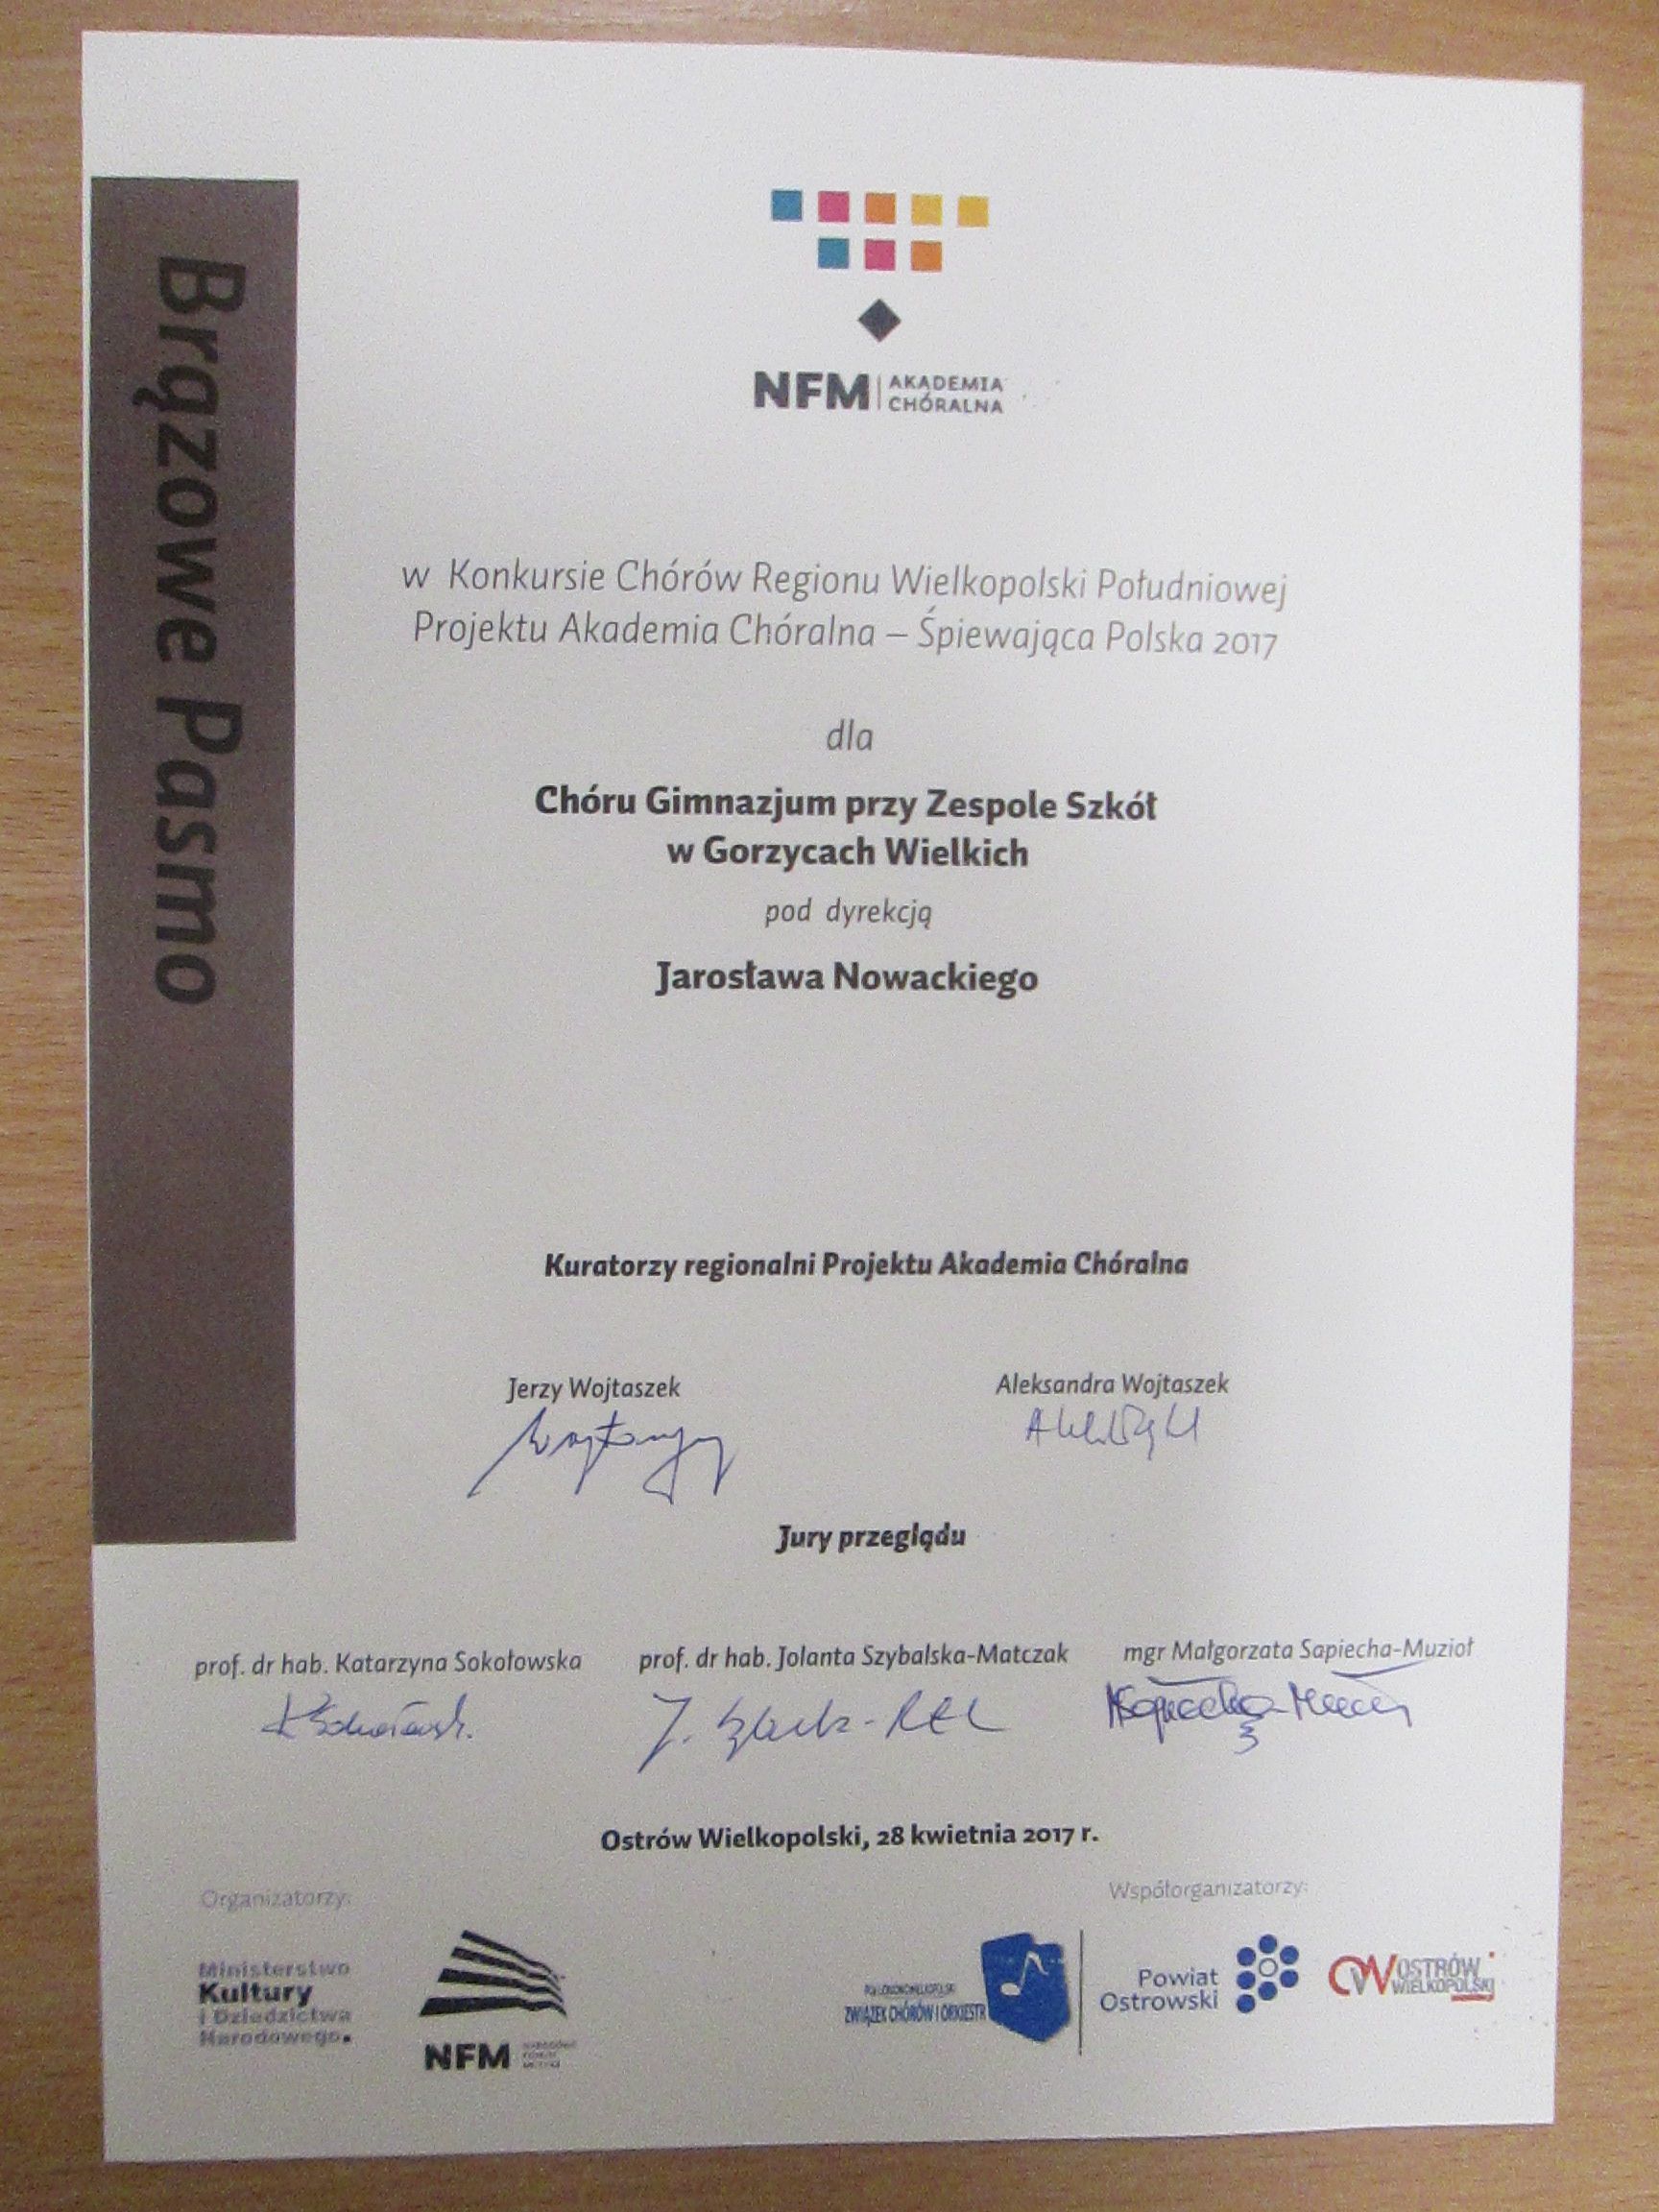 Brązowe Pasmo
NFM AKADEMIA
CHÓRALNA
w Konkursie Chórów Regionu Wielkopolski Południowej
Projektu Akademia Chóralna – Śpiewająca Polska 2017
dla
Chóru Gimnazjum przy Zespole Szkół
w Gorzycach Wielkich
pod dyrekcją
Jarosława Nowackiego
Kuratorzy regionalni Projektu Akademia Chóralna
Jerzy Wojtaszek Aleksandra Wojtaszek
Jury przeglądu
prof. dr hab. Katarzyna Sokołowska prof. dr hab. Jolanta Szybalska-Matczak mgr Małgorzata Sapiecha-Muzioł
Ostrów Wielkopolski, 28 kwietnia 2017 r.
Organizatorzy: Współorganizatorzy:
Ministerstwo
Kultury
i Dziedzictwa
Narodowego.
NFM
ZWIĄZEK CHÓRÓW I ORKIESTR
Powiat
Ostrowski
OSTRÓW
WIELKOPOLSKI